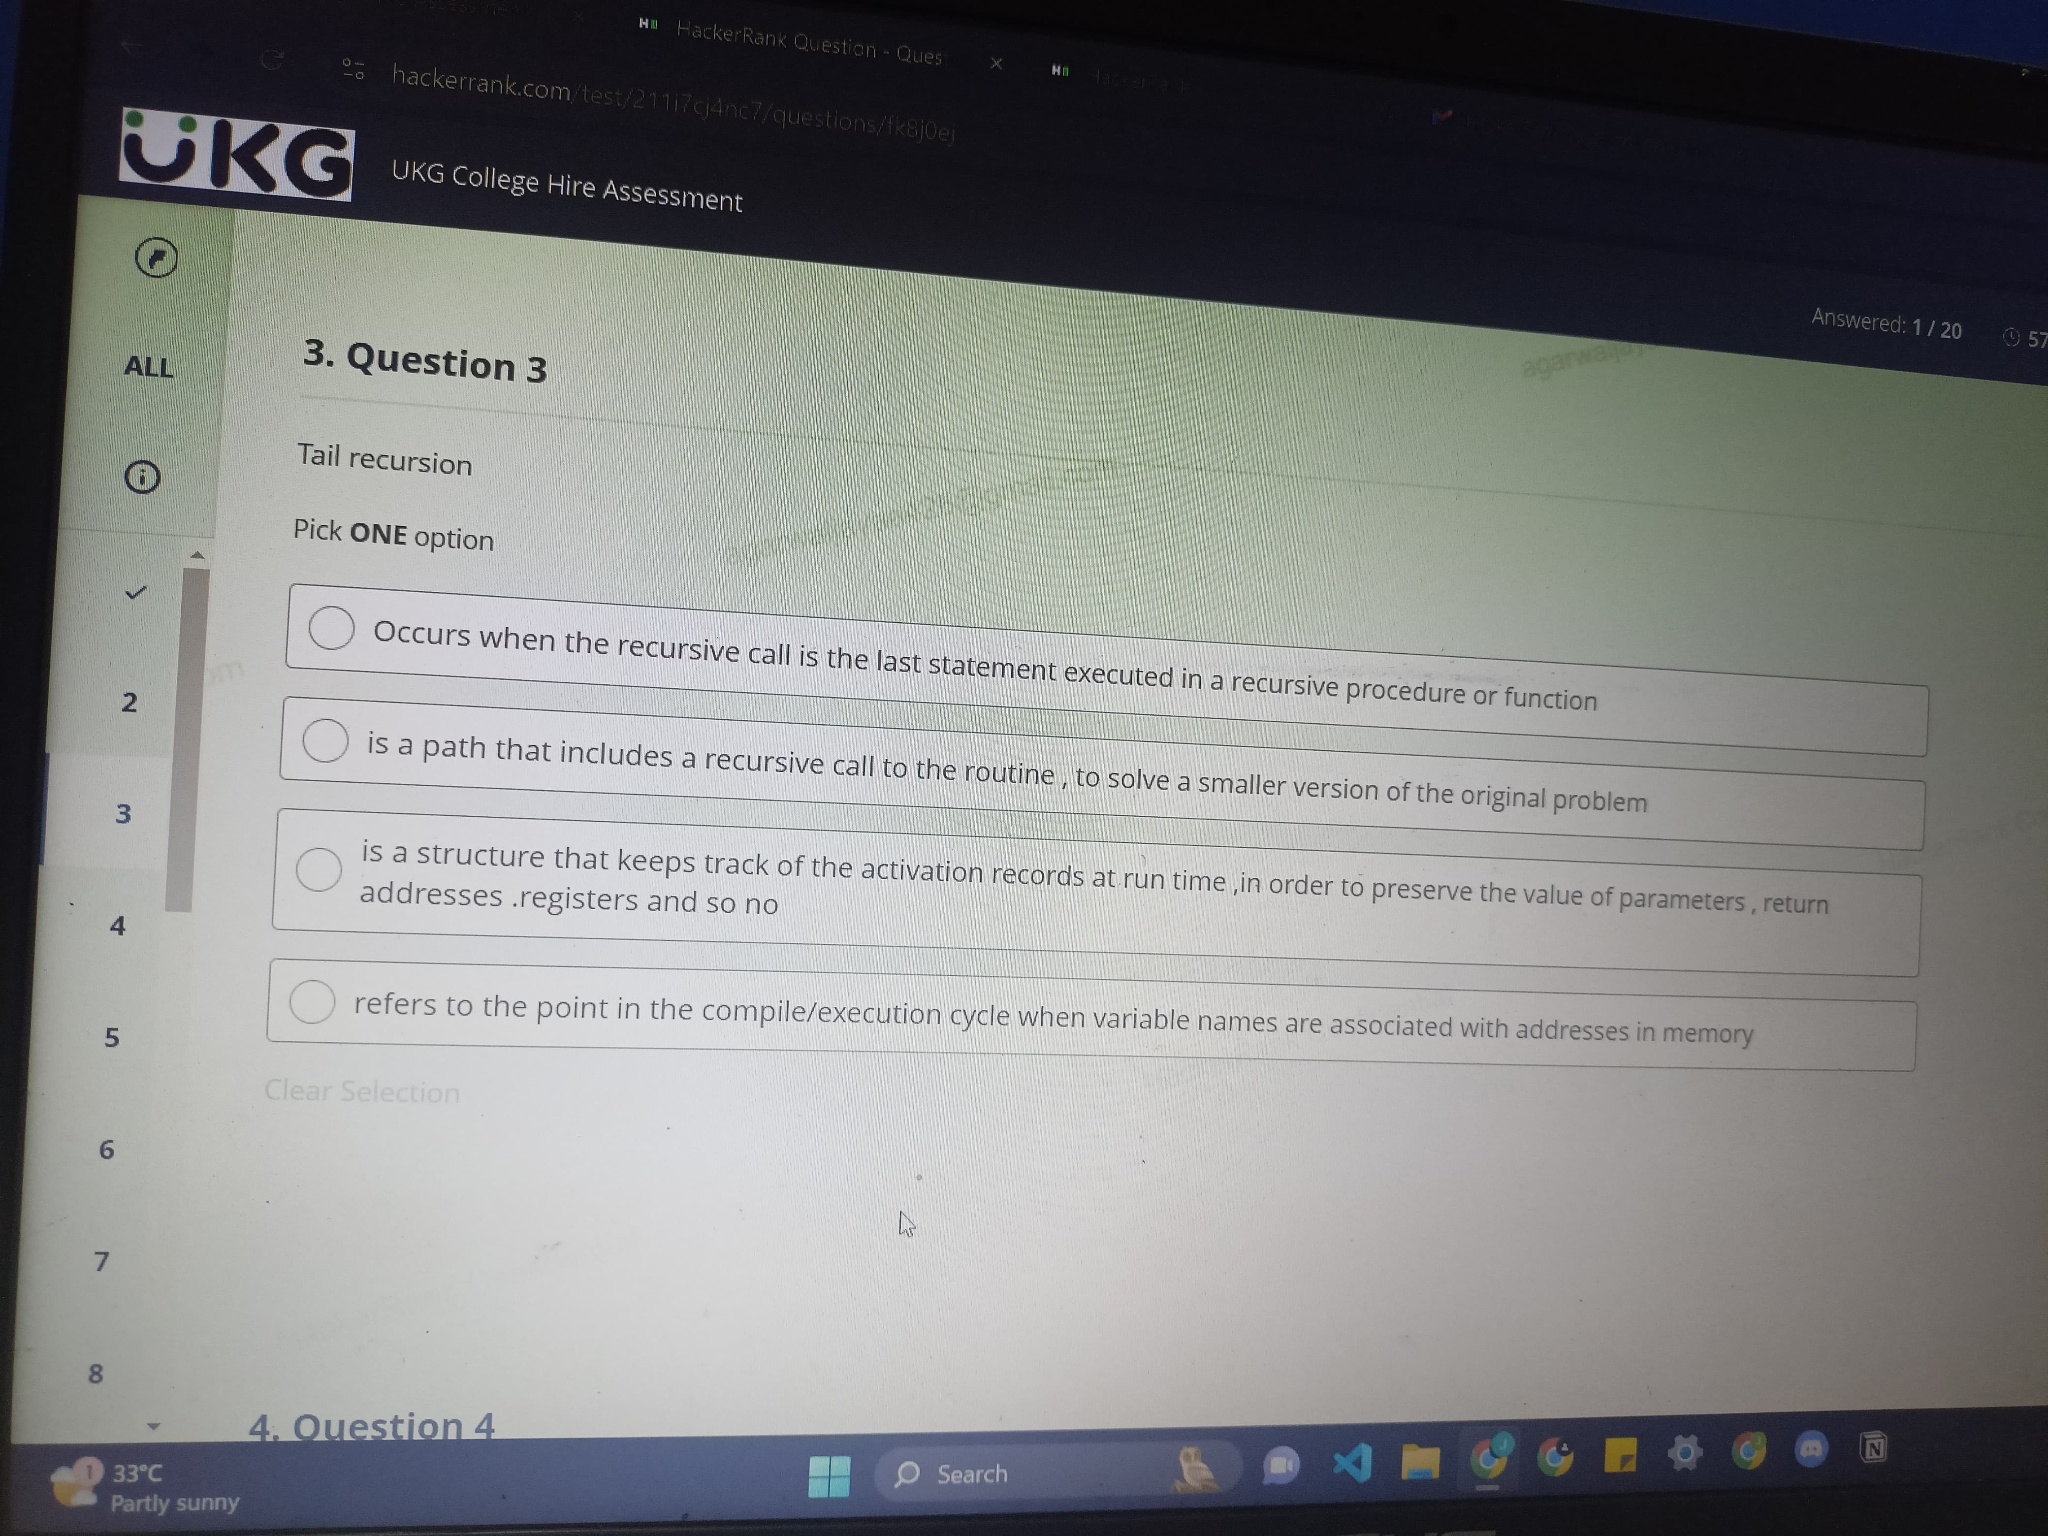 HackerRank Question - Ques
hackerrank.com/test/211i7cj4nc7/questions/fk8j0ej
UKG
UKG College Hire Assessment
Answered: 1 / 20
57
ALL
3. Question 3
Tail recursion
Pick ONE option
Occurs when the recursive call is the last statement executed in a recursive procedure or function
is a path that includes a recursive call to the routine , to solve a smaller version of the original problem
is a structure that keeps track of the activation records at run time ,in order to preserve the value of parameters , return
addresses .registers and so no
refers to the point in the compile/execution cycle when variable names are associated with addresses in memory
Clear Selection
2
3
4
5
6
7
8
4. Question 4
1
33°C
Partly sunny
Search